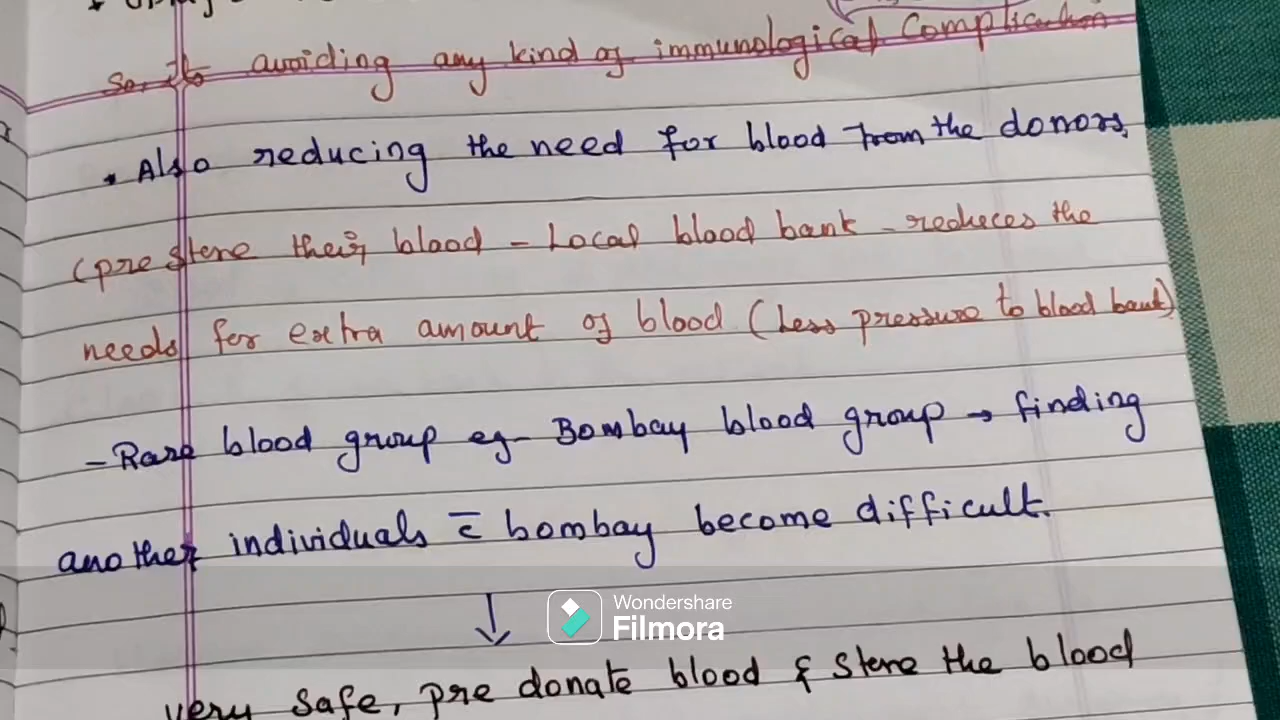 So, its avoiding any kind of immunological Complication
• Also reducing the need for blood from the donors.
(pre store their blood - Local blood bank - reduces the
needs for extra amount of blood (Less pressure to blood bank)
- Rare blood group eg- Bombay blood group → finding
another individuals c̅ bombay become difficult.
↓
Wondershare
Filmora
very safe, pre donate blood & store the blood